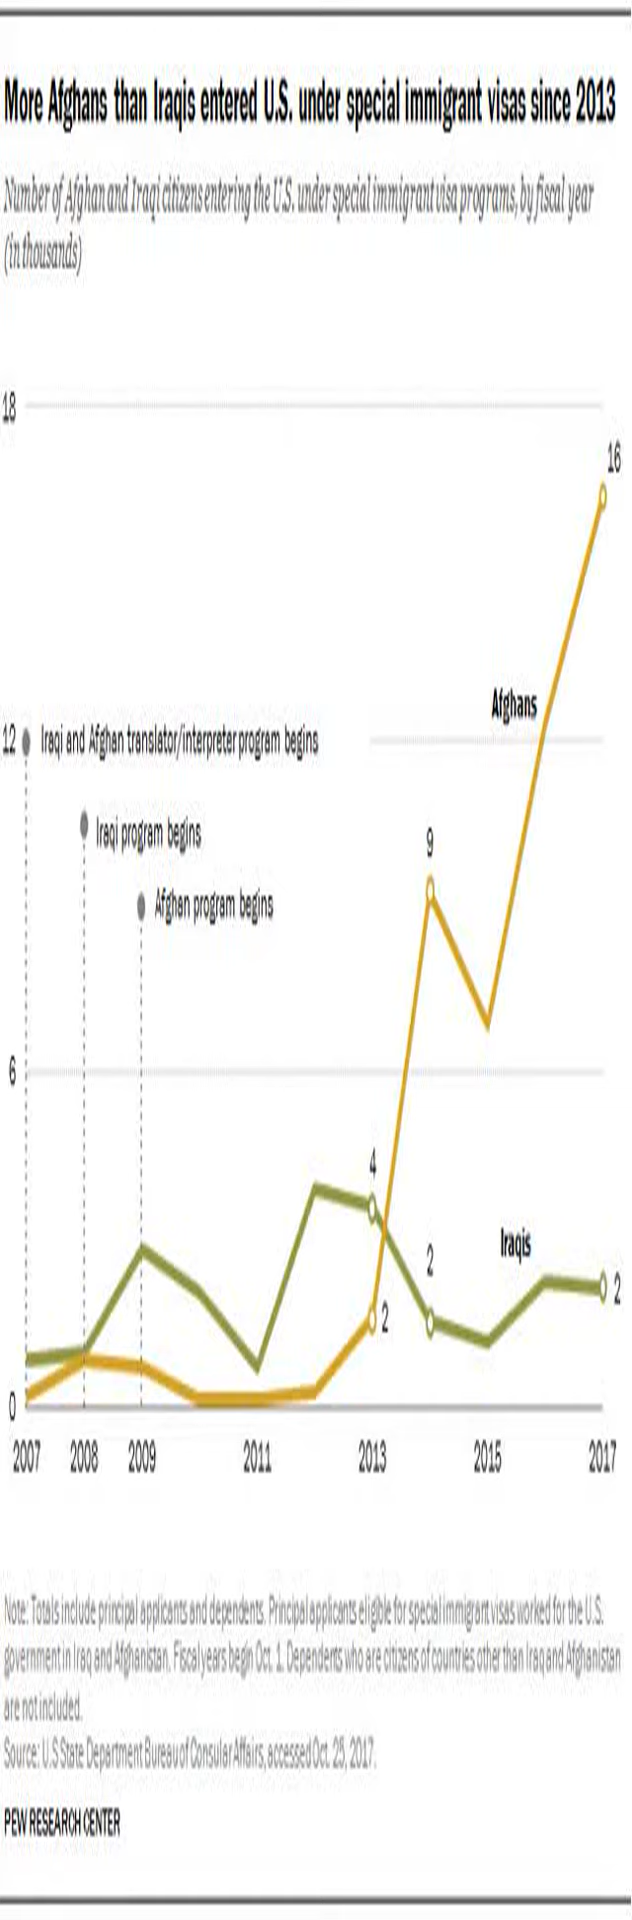 More Afghans than Iraqis entered U.S. under special immigrant visas since 2013
Number of Afghan and Iraqi citizens entering the U.S. under special immigrant visa programs, by fiscal year
(in thousands)
18
16
Afghans
12
Iraqi and Afghan translator/interpreter program begins
Iraqi program begins
9
Afghan program begins
6
4
2
Iraqis
2
2
0
2007 2008 2009 2011 2013 2015 2017
Note: Totals include principal applicants and dependents. Principal applicants eligible for special immigrant visas worked for the U.S.
government in Iraq and Afghanistan. Fiscal years begin Oct. 1. Dependents who are citizens of countries other than Iraq and Afghanistan
are not included.
Source: U.S State Department Bureau of Consular Affairs, accessed Oct. 25, 2017.
PEW RESEARCH CENTER